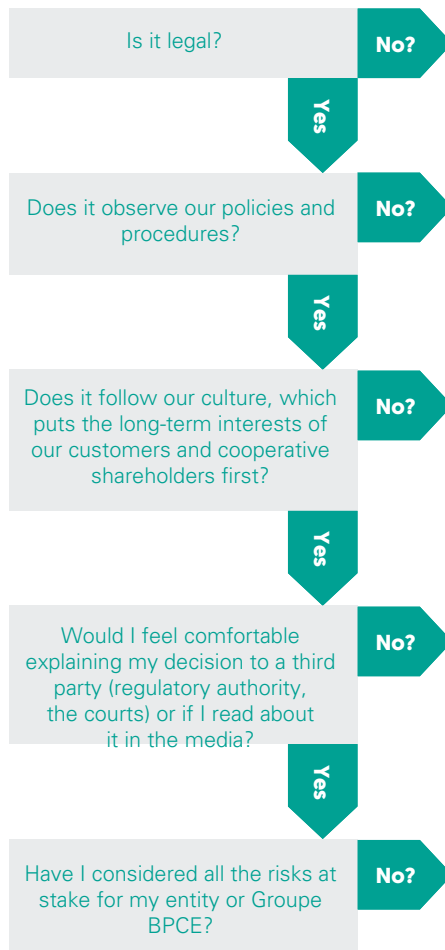 Is it legal?
No?
Yes
Does it observe our policies and
procedures?
No?
Yes
Does it follow our culture, which
puts the long-term interests of
our customers and cooperative
shareholders first?
No?
Yes
Would I feel comfortable
explaining my decision to a third
party (regulatory authority,
the courts) or if I read about
it in the media?
No?
Yes
Have I considered all the risks at
stake for my entity or Groupe
BPCE?
No?